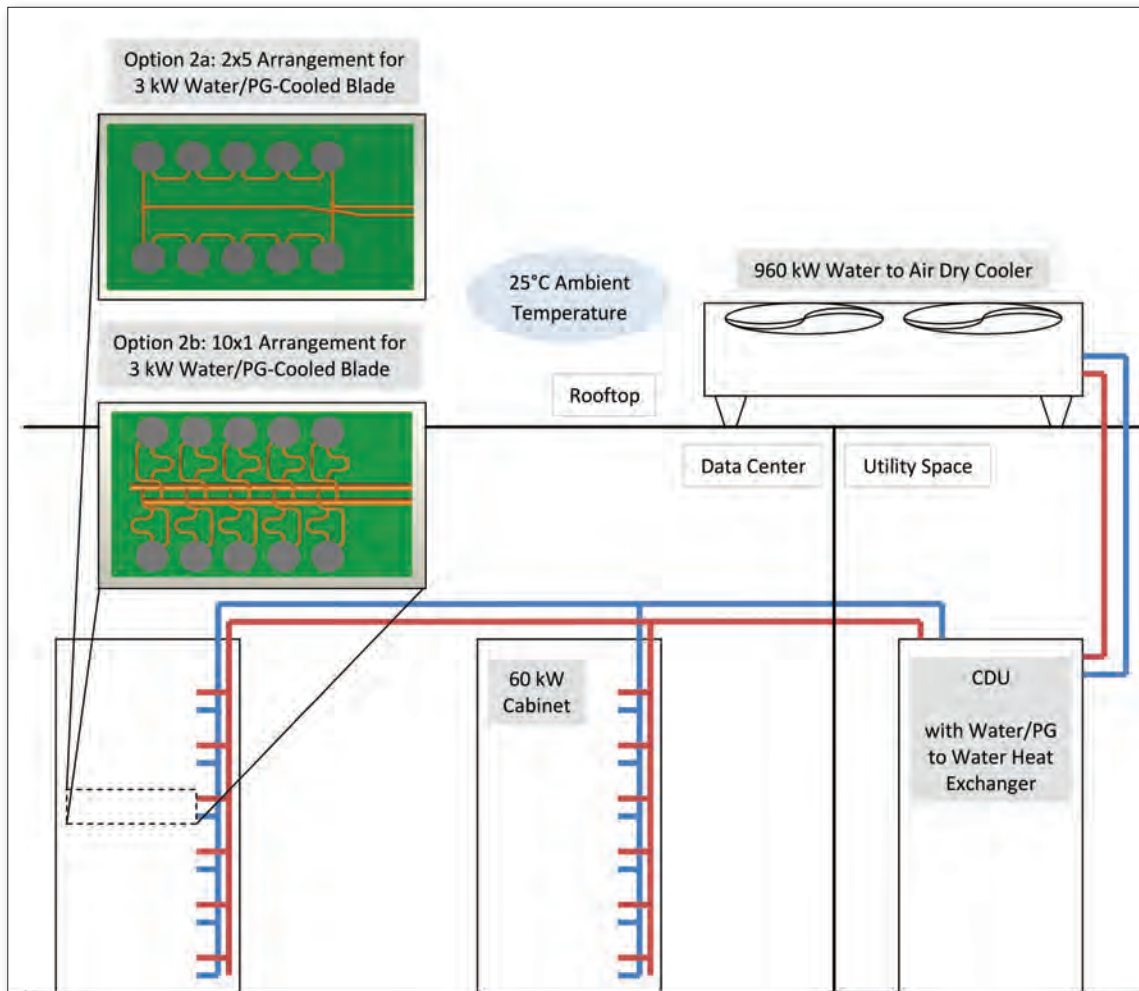 Option 2a: 2x5 Arrangement for
3 kW Water/PG-Cooled Blade
25°C Ambient
Temperature
960 kW Water to Air Dry Cooler
Option 2b: 10x1 Arrangement for
3 kW Water/PG-Cooled Blade
Rooftop
Data Center
Utility Space
60 kW
Cabinet
CDU
with Water/PG
to Water Heat
Exchanger